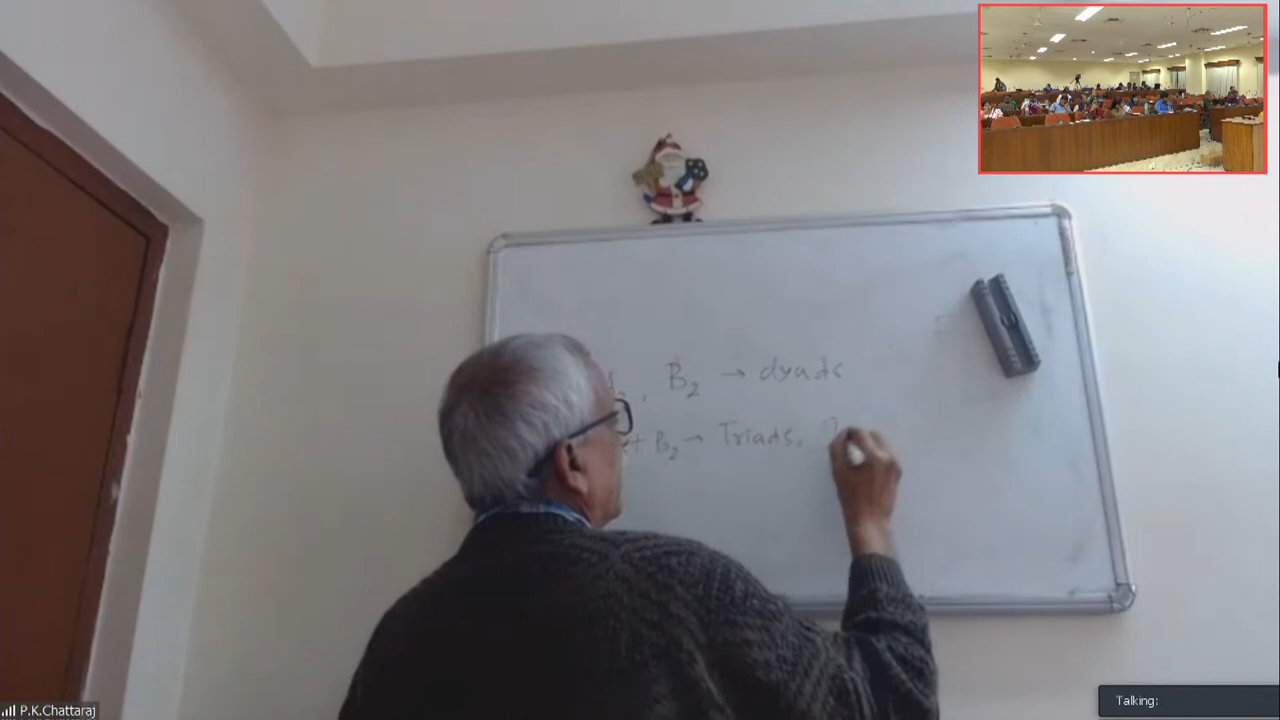 B2 → dyads
+ B2 → Triads,
P.K.Chattaraj
Talking: